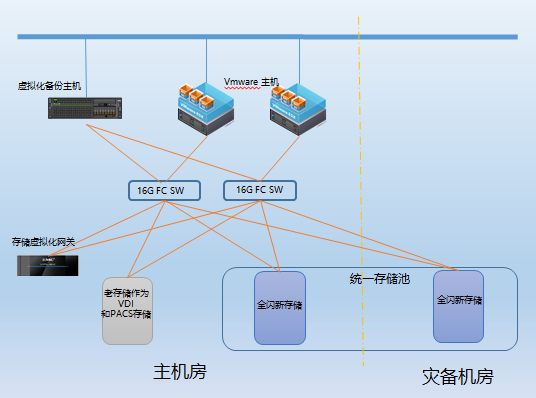 虚拟化备份主机
Vmware 主机
16G FC SW
16G FC SW
存储虚拟化网关
老存储作为
VDI
和PACS存储
统一存储池
全闪新存储
全闪新存储
主机房
灾备机房